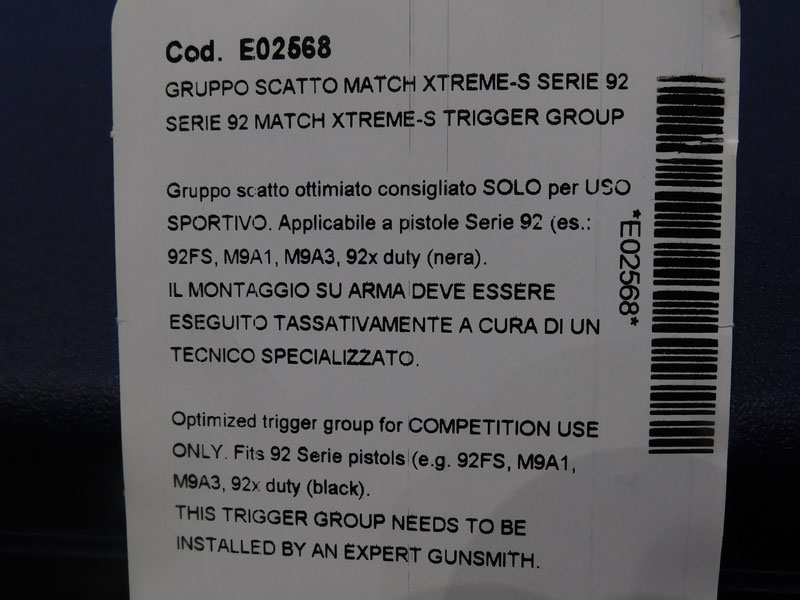 Cod. E02568
GRUPPO SCATTO MATCH XTREME-S SERIE 92
SERIE 92 MATCH XTREME-S TRIGGER GROUP
Gruppo scatto ottimiato consigliato SOLO per USO
SPORTIVO. Applicabile a pistole Serie 92 (es.:
92FS, M9A1, M9A3, 92x duty (nera).
IL MONTAGGIO SU ARMA DEVE ESSERE
ESEGUITO TASSATIVAMENTE A CURA DI UN
TECNICO SPECIALIZZATO.
Optimized trigger group for COMPETITION USE
ONLY. Fits 92 Serie pistols (e.g. 92FS, M9A1,
M9A3, 92x duty (black).
THIS TRIGGER GROUP NEEDS TO BE
INSTALLED BY AN EXPERT GUNSMITH.
*E02568*